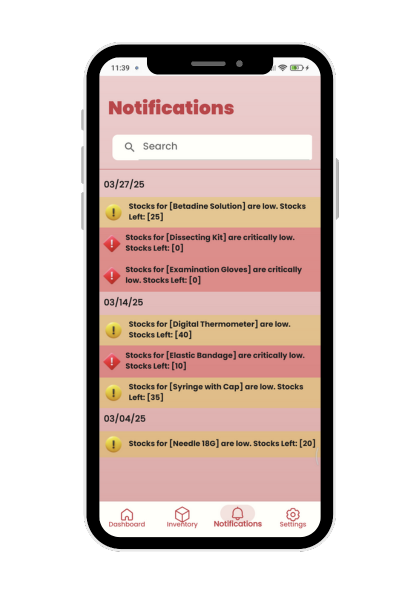 11:39
Notifications
Search
03/27/25
Stocks for [Betadine Solution] are low. Stocks
Left: [25]
Stocks for [Dissecting Kit] are critically low.
Stocks Left: [0]
Stocks for [Examination Gloves] are critically
low. Stocks Left: [0]
03/14/25
Stocks for [Digital Thermometer] are low.
Stocks Left: [40]
Stocks for [Elastic Bandage] are critically low.
Stocks Left: [10]
Stocks for [Syringe with Cap] are low. Stocks
Left: [35]
03/04/25
Stocks for [Needle 18G] are low. Stocks Left: [20]
Dashboard Inventory Notifications Settings